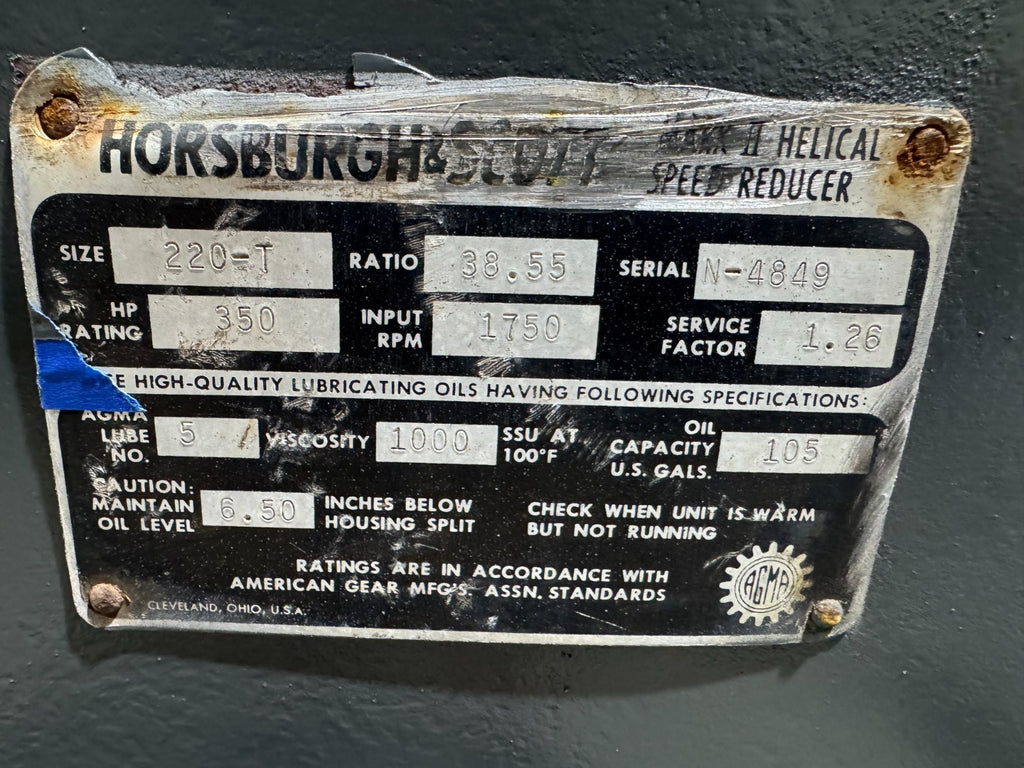 HORSBURGH & SCOTT MARK II HELICAL
SPEED REDUCER
SIZE 220-T RATIO 38.55 SERIAL N-4849
HP RATING 350 INPUT RPM 1750 SERVICE FACTOR 1.26
HIGH-QUALITY LUBRICATING OILS HAVING FOLLOWING SPECIFICATIONS:
AGMA LUBE NO. 5 VISCOSITY 1000 SSU AT 100°F OIL CAPACITY U.S. GALS. 105
CAUTION: MAINTAIN OIL LEVEL 6.50 INCHES BELOW HOUSING SPLIT
CHECK WHEN UNIT IS WARM
BUT NOT RUNNING
RATINGS ARE IN ACCORDANCE WITH
AMERICAN GEAR MFG'S. ASSN. STANDARDS
AGMA
CLEVELAND, OHIO, U.S.A.